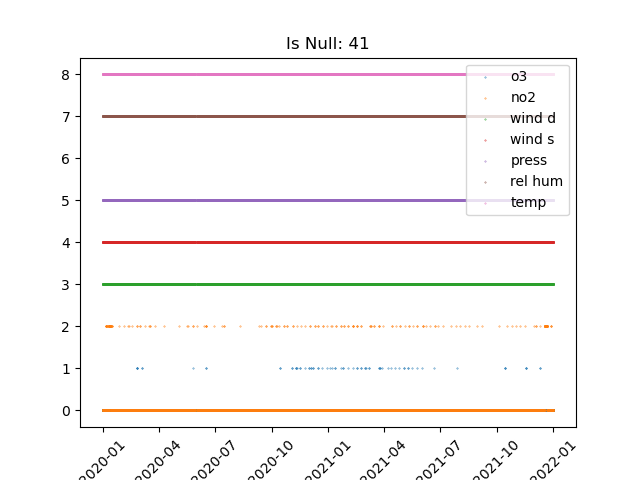 Is Null: 41
8
7
6
5
4
3
2
1
0
o3
no2
wind d
wind s
press
rel hum
temp
2020-01
2020-04
2020-07
2020-10
2021-01
2021-04
2021-07
2021-10
2022-01